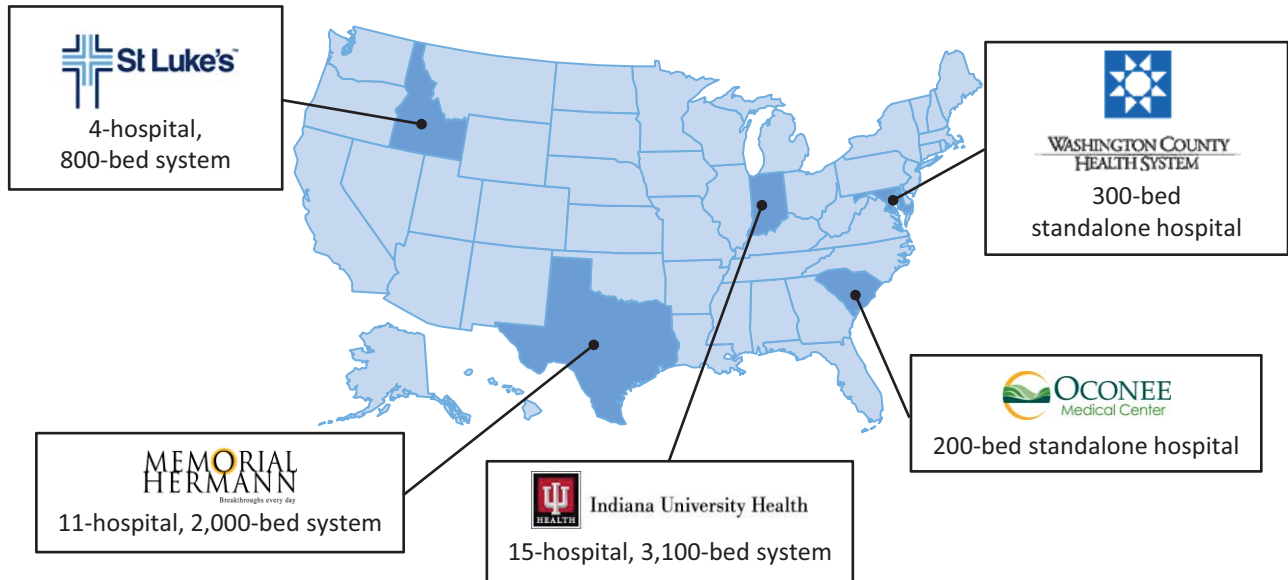 St Luke's™
4-hospital,
800-bed system
WASHINGTON COUNTY
HEALTH SYSTEM
300-bed
standalone hospital
OCONEE
Medical Center
200-bed standalone hospital
MEMORIAL
HERMANN
Breakthroughs every day
11-hospital, 2,000-bed system
HEALTH
Indiana University Health
15-hospital, 3,100-bed system